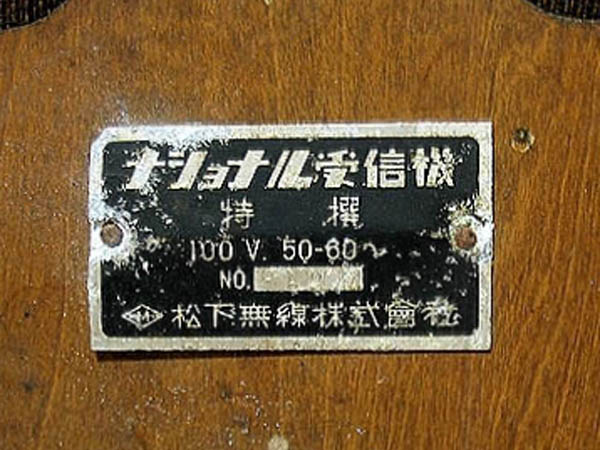 ナショナル受信機
特撰
100 V. 50-60～
NO.
松下無線株式會社